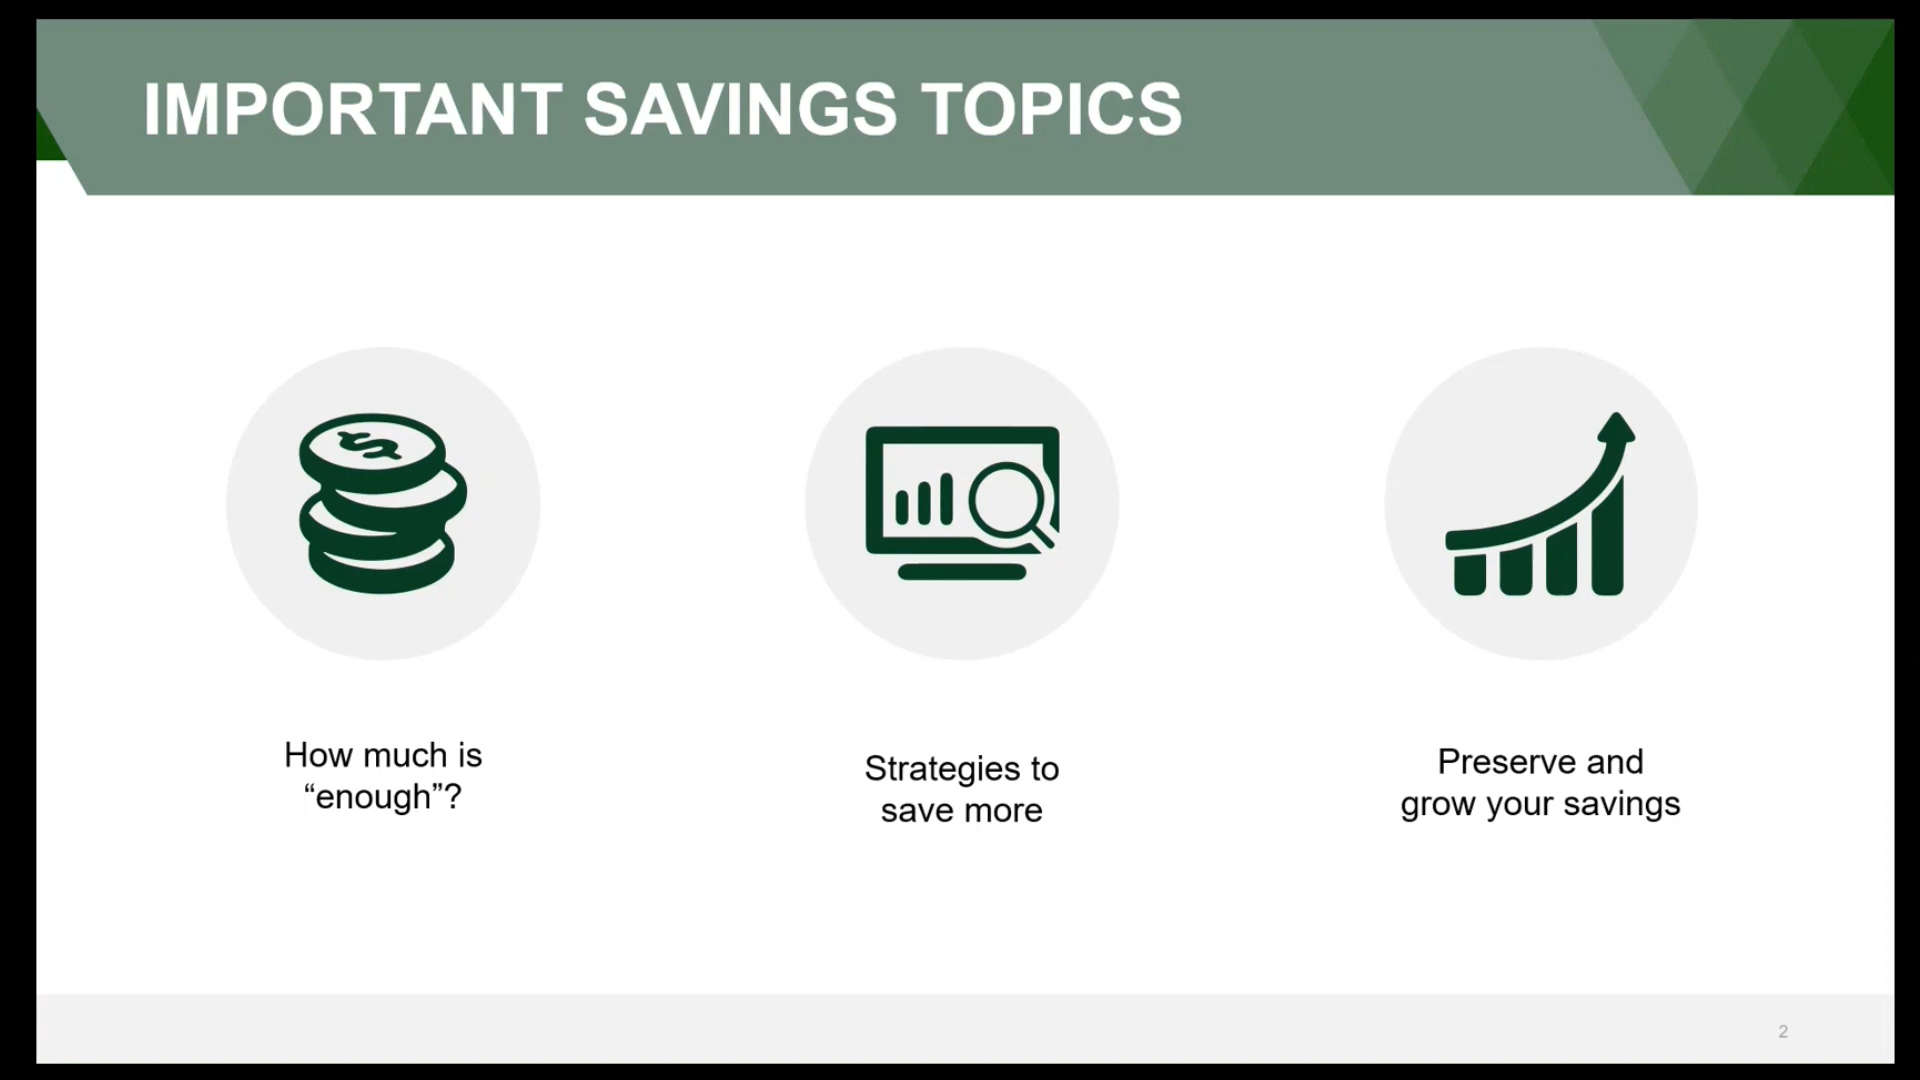 IMPORTANT SAVINGS TOPICS
$
How much is
“enough”?
Strategies to
save more
Preserve and
grow your savings
2